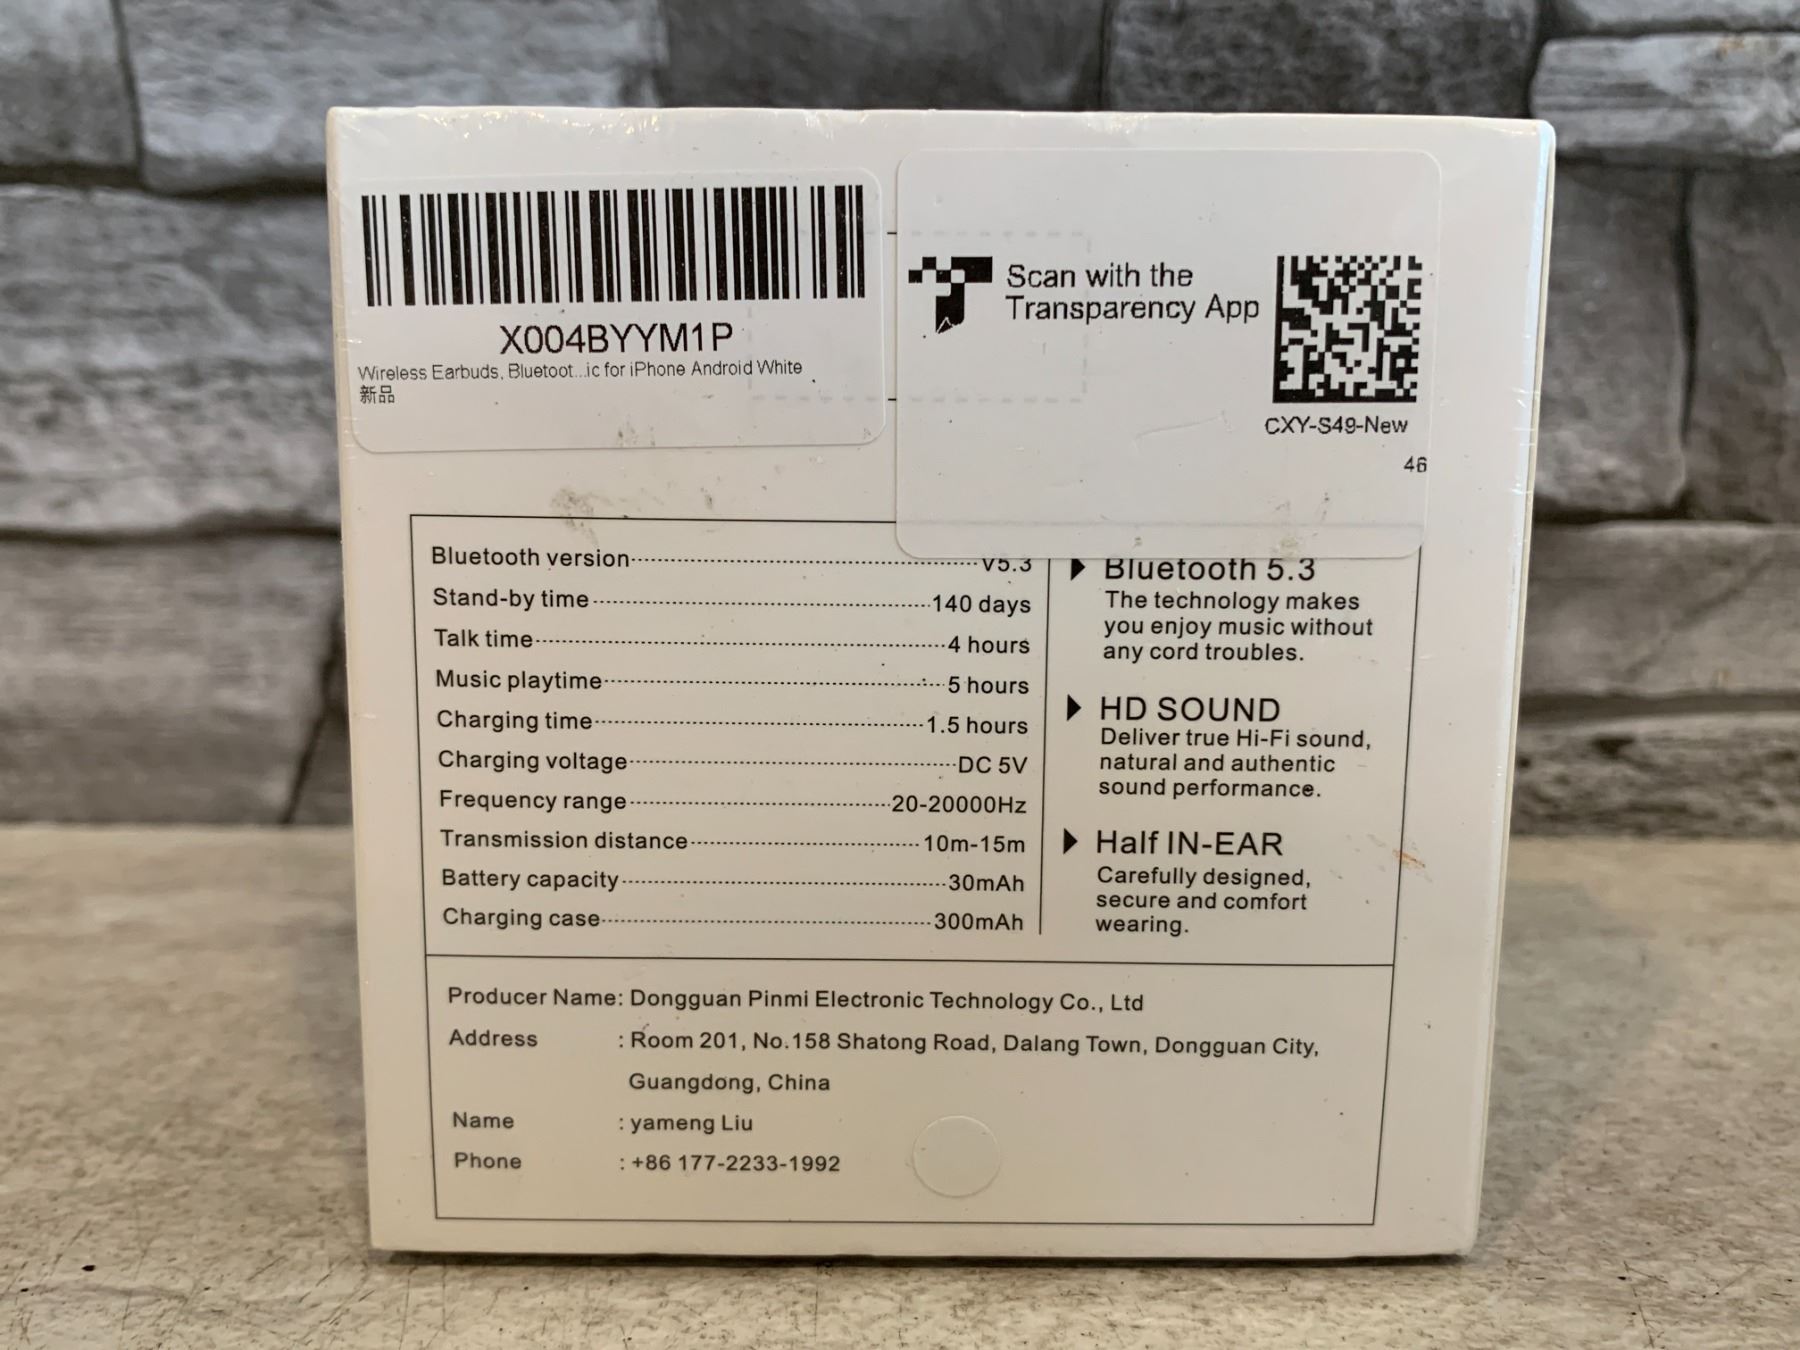 X004BYYM1P
Wireless Earbuds, Bluetoot...ic for iPhone Android White
新品
Scan with the
Transparency App
CXY-S49-New
46
Bluetooth version V5.3
Stand-by time 140 days
Talk time 4 hours
Music playtime 5 hours
Charging time 1.5 hours
Charging voltage DC 5V
Frequency range 20-20000Hz
Transmission distance 10m-15m
Battery capacity 30mAh
Charging case 300mAh
Bluetooth 5.3
The technology makes
you enjoy music without
any cord troubles.
HD SOUND
Deliver true Hi-Fi sound,
natural and authentic
sound performance.
Half IN-EAR
Carefully designed,
secure and comfort
wearing.
Producer Name: Dongguan Pinmi Electronic Technology Co., Ltd
Address : Room 201, No.158 Shatong Road, Dalang Town, Dongguan City,
Guangdong, China
Name : yameng Liu
Phone : +86 177-2233-1992